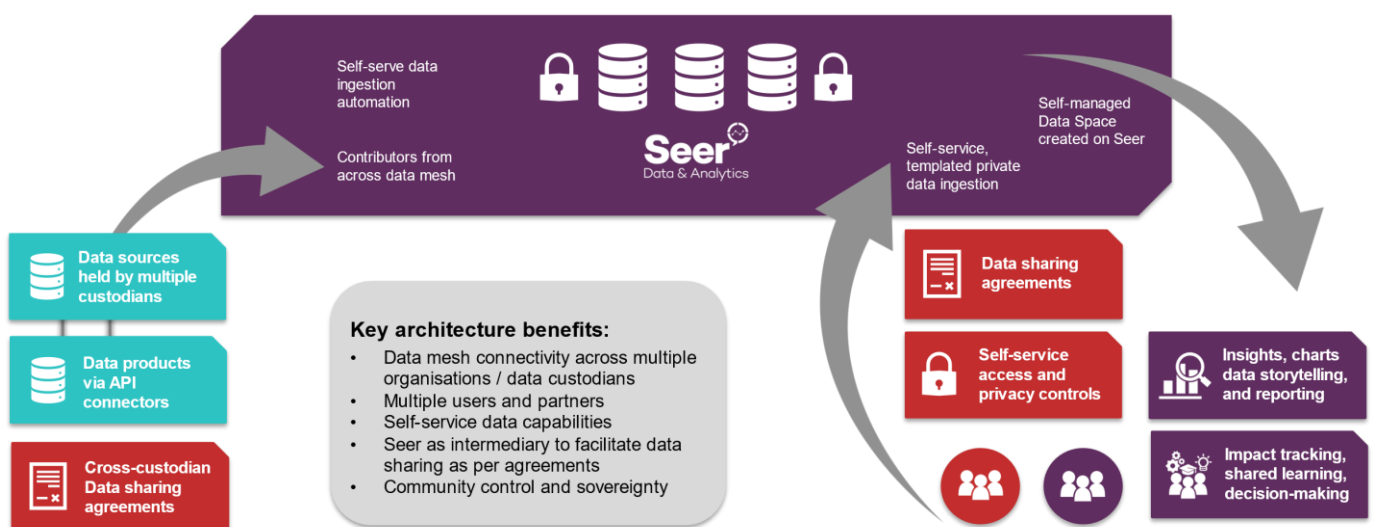 Self-serve data
ingestion
automation
Contributors from
across data mesh
Seer
Data & Analytics
Self-service,
templated private
data ingestion
Self-managed
Data Space
created on Seer
Data sources
held by multiple
custodians
Data products
via API
connectors
Cross-custodian
Data sharing
agreements
Key architecture benefits:
• Data mesh connectivity across multiple
organisations / data custodians
• Multiple users and partners
• Self-service data capabilities
• Seer as intermediary to facilitate data
sharing as per agreements
• Community control and sovereignty
Data sharing
agreements
Self-service
access and
privacy controls
Insights, charts
data storytelling,
and reporting
Impact tracking,
shared learning,
decision-making